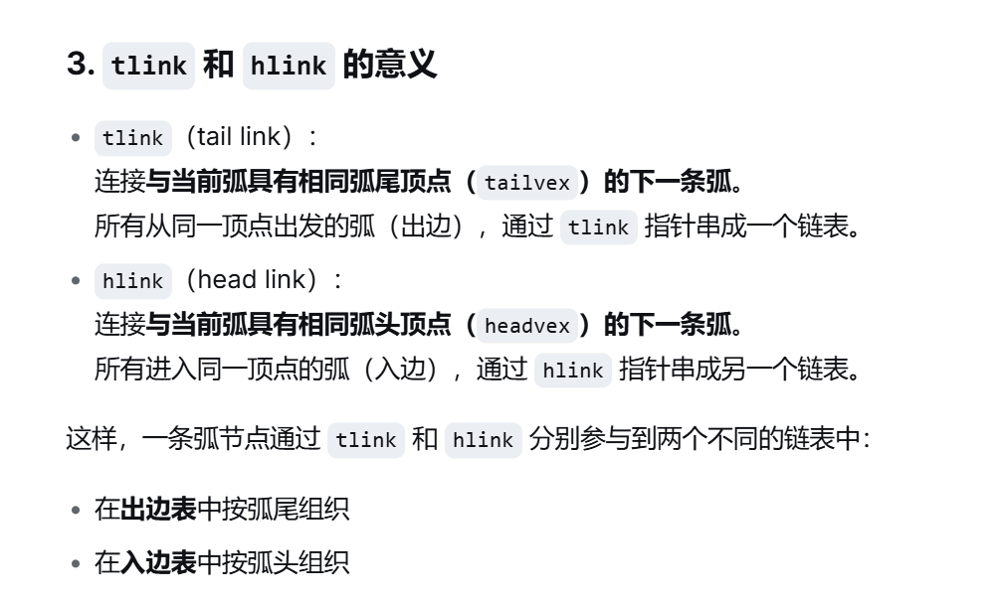 3. tlink 和 hlink 的意义
• tlink（tail link）：
连接与当前弧具有相同弧尾顶点（tailvex）的下一条弧。
所有从同一顶点出发的弧（出边），通过 tlink 指针串成一个链表。
• hlink（head link）：
连接与当前弧具有相同弧头顶点（headvex）的下一条弧。
所有进入同一顶点的弧（入边），通过 hlink 指针串成另一个链表。
这样，一条弧节点通过 tlink 和 hlink 分别参与到两个不同的链表中：
• 在出边表中按弧尾组织
• 在入边表中按弧头组织